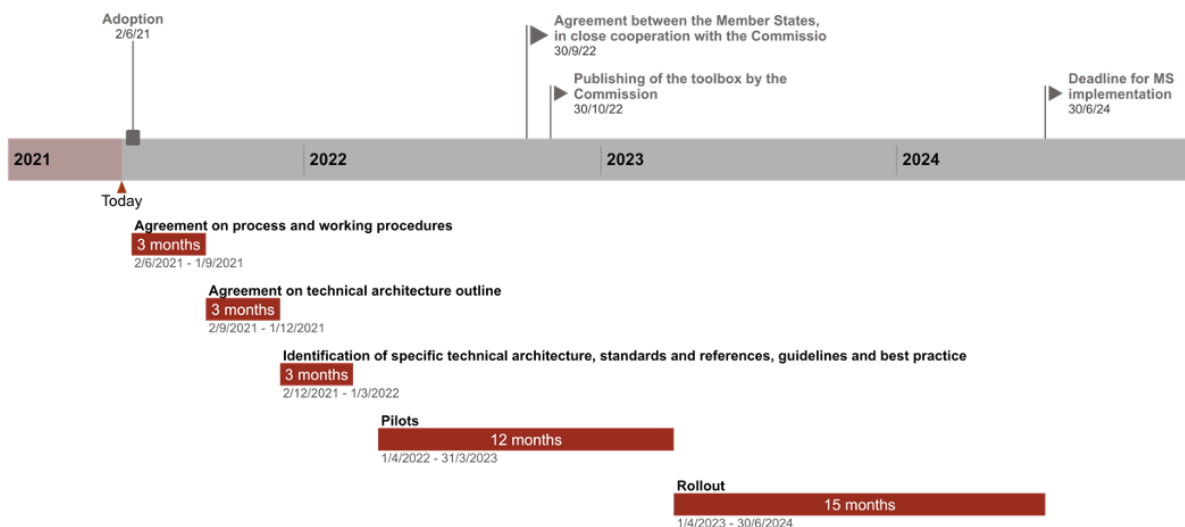 Adoption
2/6/21
Agreement between the Member States,
in close cooperation with the Commissio
30/9/22
Publishing of the toolbox by the
Commission
30/10/22
Deadline for MS
implementation
30/6/24
2021
2022
2023
2024
Today
Agreement on process and working procedures
3 months
2/6/2021 - 1/9/2021
Agreement on technical architecture outline
3 months
2/9/2021 - 1/12/2021
Identification of specific technical architecture, standards and references, guidelines and best practice
3 months
2/12/2021 - 1/3/2022
Pilots
12 months
1/4/2022 - 31/3/2023
Rollout
15 months
1/4/2023 - 30/6/2024